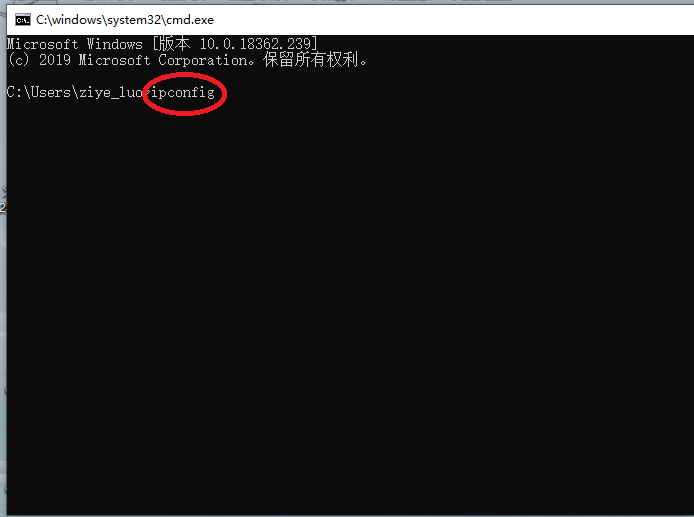 C:\windows\system32\cmd.exe
Microsoft Windows [版本 10.0.18362.239]
(c) 2019 Microsoft Corporation。保留所有权利。
C:\Users\ziye_luo>ipconfig